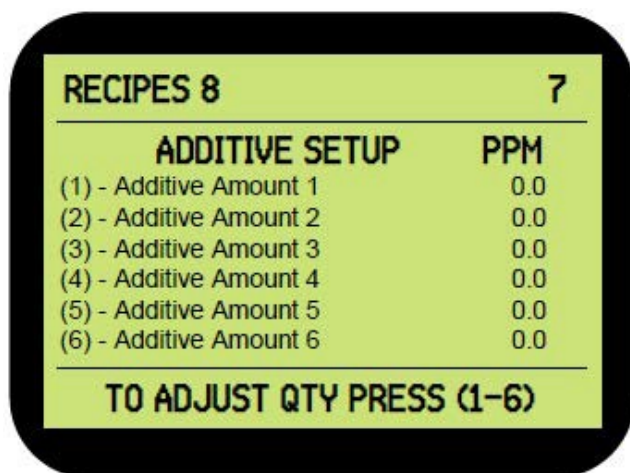 RECIPES 8 7
ADDITIVE SETUP PPM
(1) - Additive Amount 1 0.0
(2) - Additive Amount 2 0.0
(3) - Additive Amount 3 0.0
(4) - Additive Amount 4 0.0
(5) - Additive Amount 5 0.0
(6) - Additive Amount 6 0.0
TO ADJUST QTY PRESS (1-6)